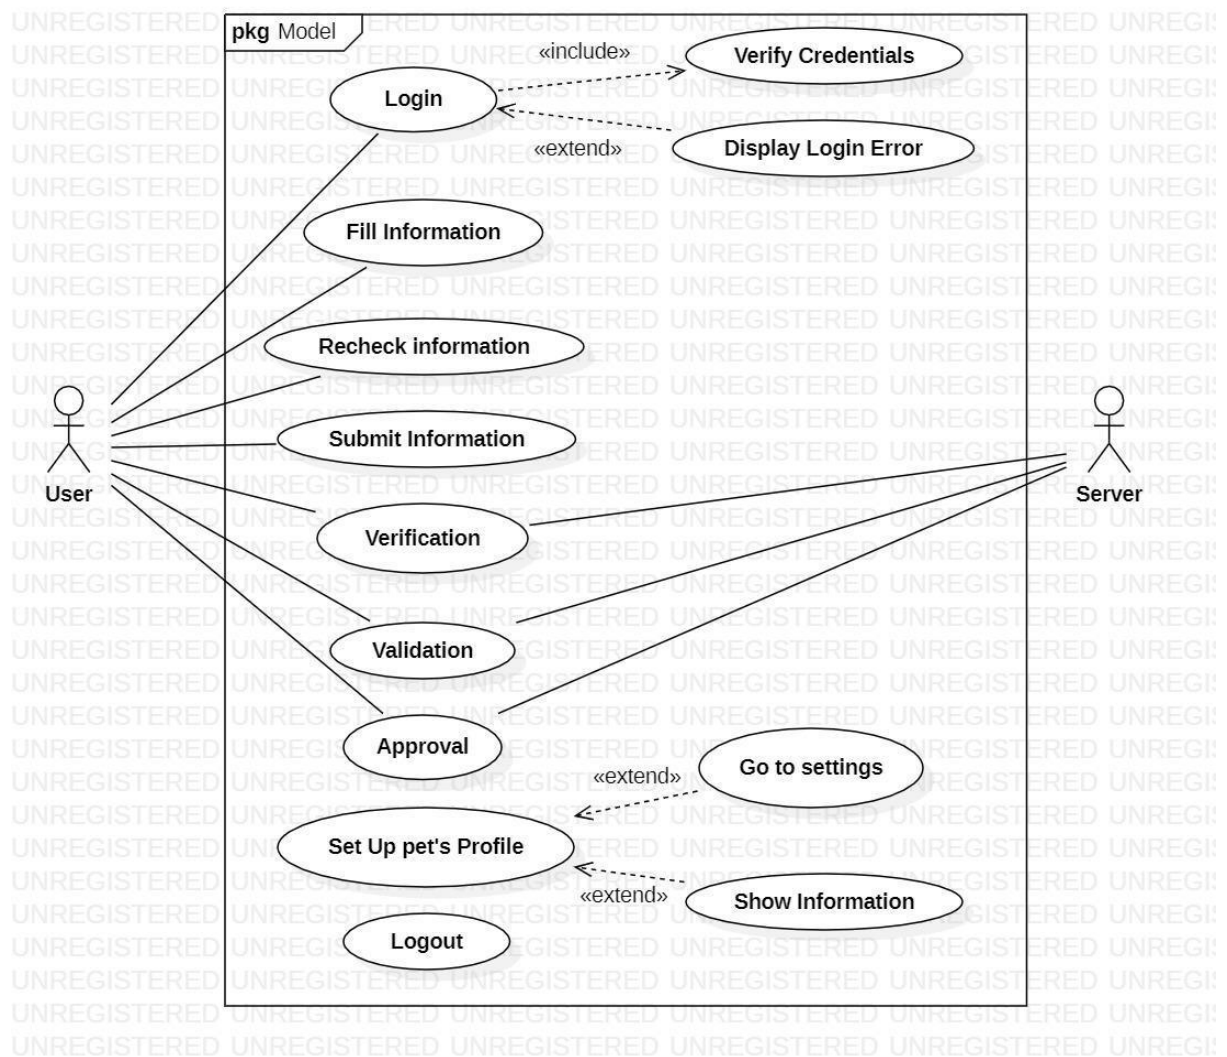 pkg Model
«include»
Verify Credentials
Login
«extend»
Display Login Error
Fill Information
Recheck information
Submit Information
User
Server
Verification
Validation
Approval
«extend»
Go to settings
Set Up pet's Profile
«extend»
Show Information
Logout
UNREGISTERED